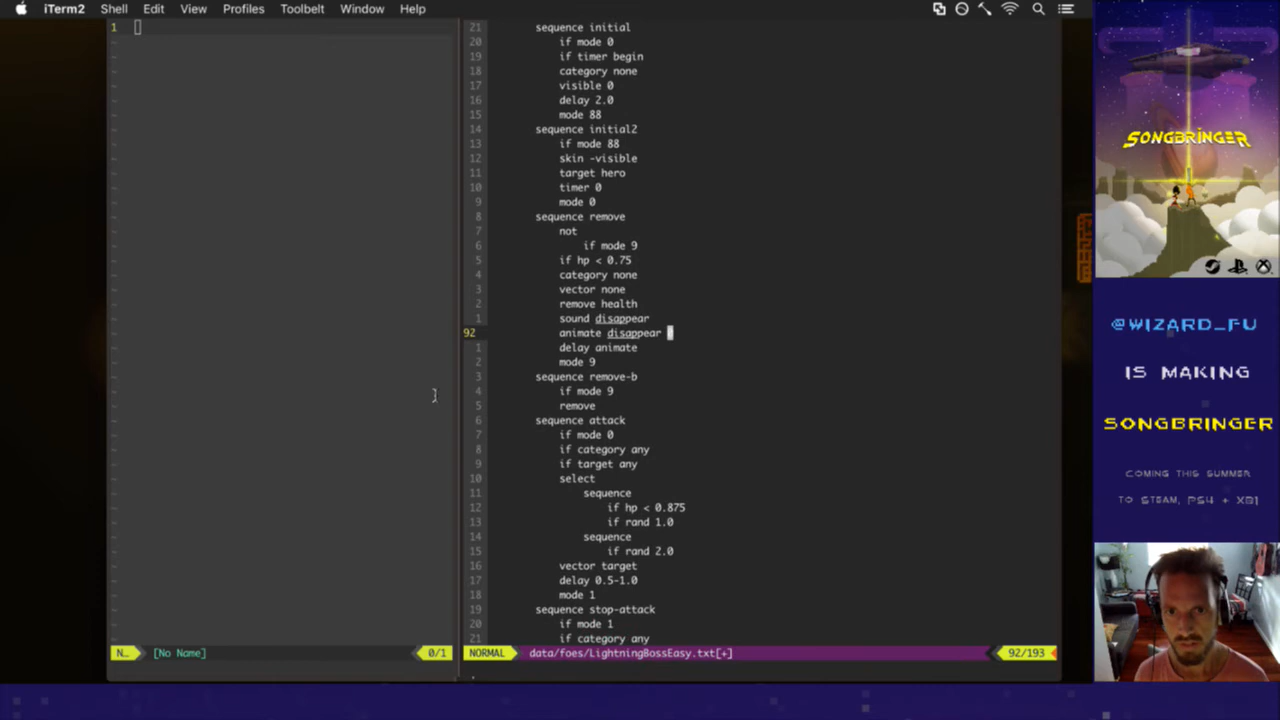 iTerm2 Shell Edit View Profiles Toolbelt Window Help
1
21 sequence initial
20 if mode 0
19 if timer begin
18 category none
17 visible 0
16 delay 2.0
15 mode 88
14 sequence initial2
13 if mode 88
12 skin -visible
11 target hero
10 timer 0
9 mode 0
8 sequence remove
7 not
6 if mode 9
5 if hp < 0.75
4 category none
3 vector none
2 remove health
1 sound disappear
92 animate disappear
1 delay animate
2 mode 9
3 sequence remove-b
4 if mode 9
5 remove
6 sequence attack
7 if mode 0
8 if category any
9 if target any
10 select
11 sequence
12 if hp < 0.875
13 if rand 1.0
14 sequence
15 if rand 2.0
16 vector target
17 delay 0.5-1.0
18 mode 1
19 sequence stop-attack
20 if mode 1
21 if category any
N… [No Name] 0/1
NORMAL data/foes/LightningBossEasy.txt[+] 92/193
SONGBRINGER
@WIZARD_FU
IS MAKING
SONGBRINGER
COMING THIS SUMMER
TO STEAM, PS4 + XB1